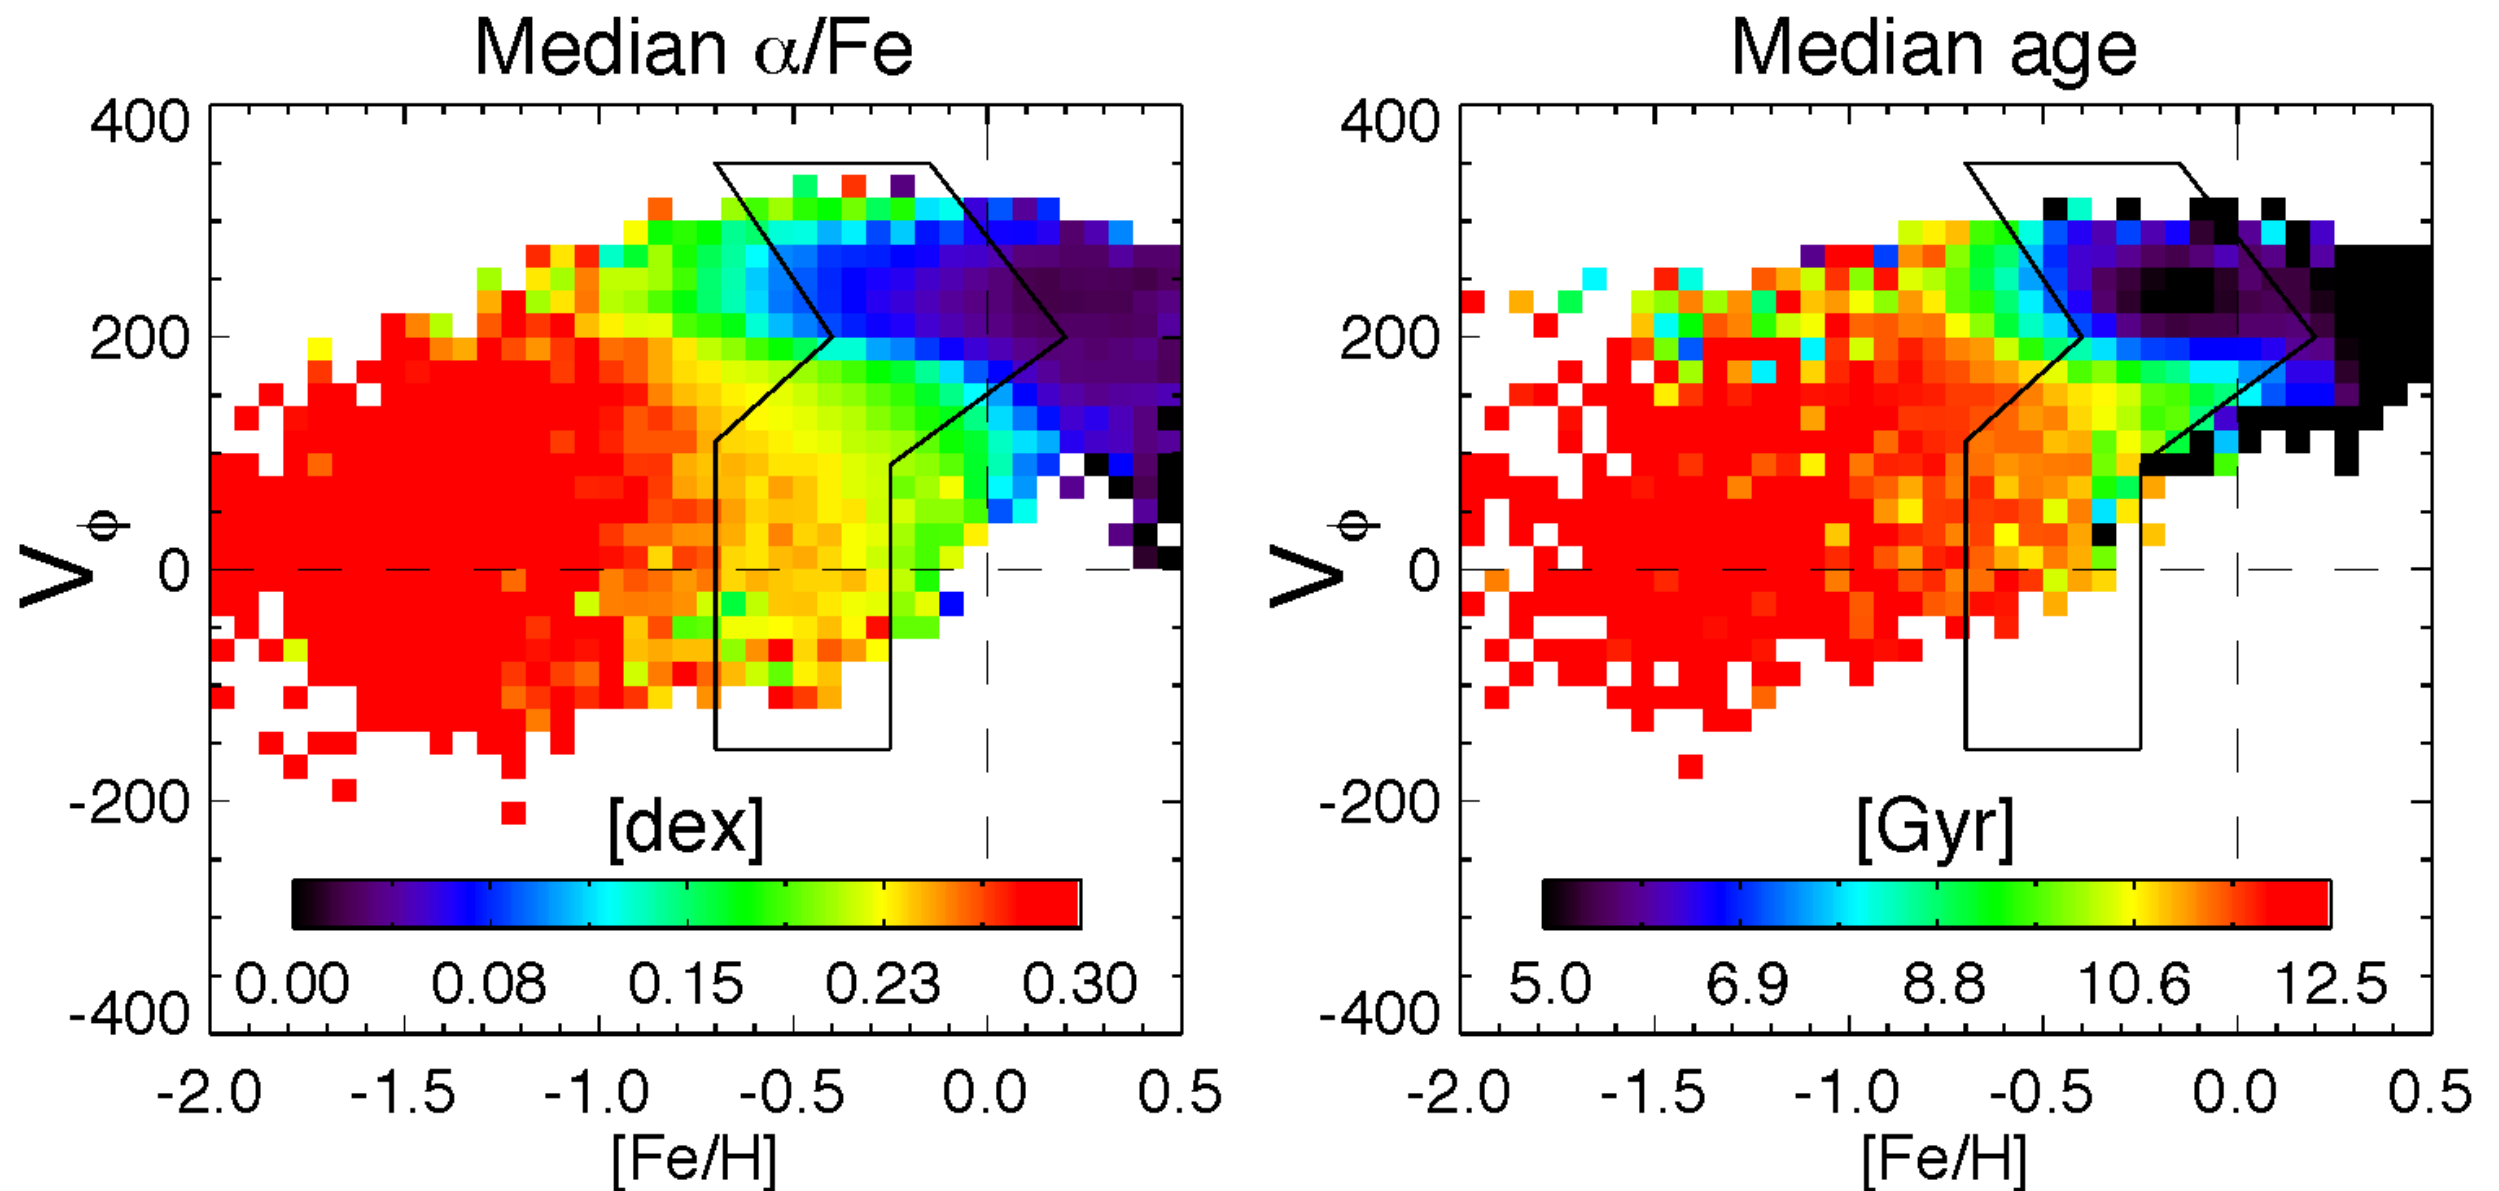 Median α/Fe
Median age
400
200
0
-200
-400
Vϕ
[dex]
0.00 0.08 0.15 0.23 0.30
-2.0 -1.5 -1.0 -0.5 0.0 0.5
[Fe/H]
400
200
0
-200
-400
Vϕ
[Gyr]
5.0 6.9 8.8 10.6 12.5
-2.0 -1.5 -1.0 -0.5 0.0 0.5
[Fe/H]